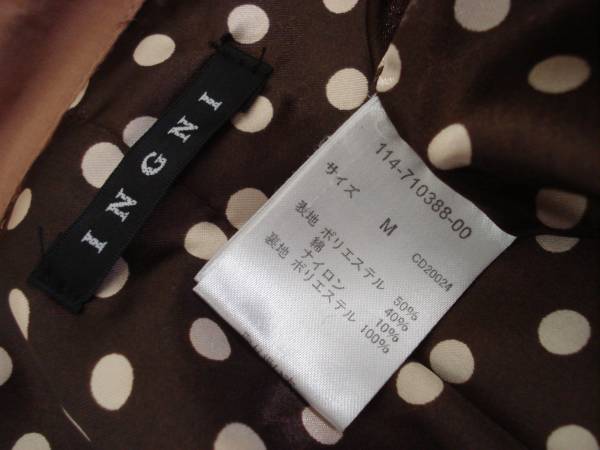 INGNI
114-710388-00
サイズ
M
CD20024
表地 ポリエステル 50%
綿 40%
ナイロン 10%
裏地 ポリエステル 100%